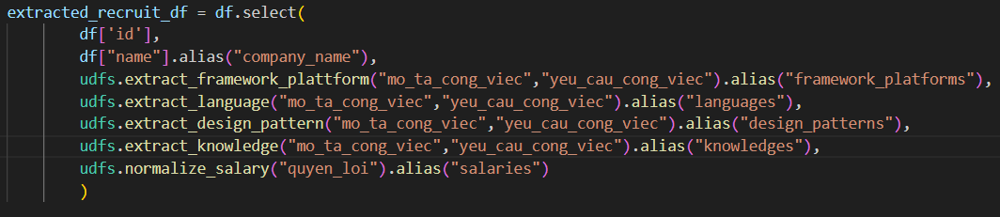 extracted_recruit_df = df.select(
df['id'],
df["name"].alias("company_name"),
udfs.extract_framework_plattform("mo_ta_cong_viec","yeu_cau_cong_viec").alias("framework_platforms"),
udfs.extract_language("mo_ta_cong_viec","yeu_cau_cong_viec").alias("languages"),
udfs.extract_design_pattern("mo_ta_cong_viec","yeu_cau_cong_viec").alias("design_patterns"),
udfs.extract_knowledge("mo_ta_cong_viec","yeu_cau_cong_viec").alias("knowledges"),
udfs.normalize_salary("quyen_loi").alias("salaries")
)